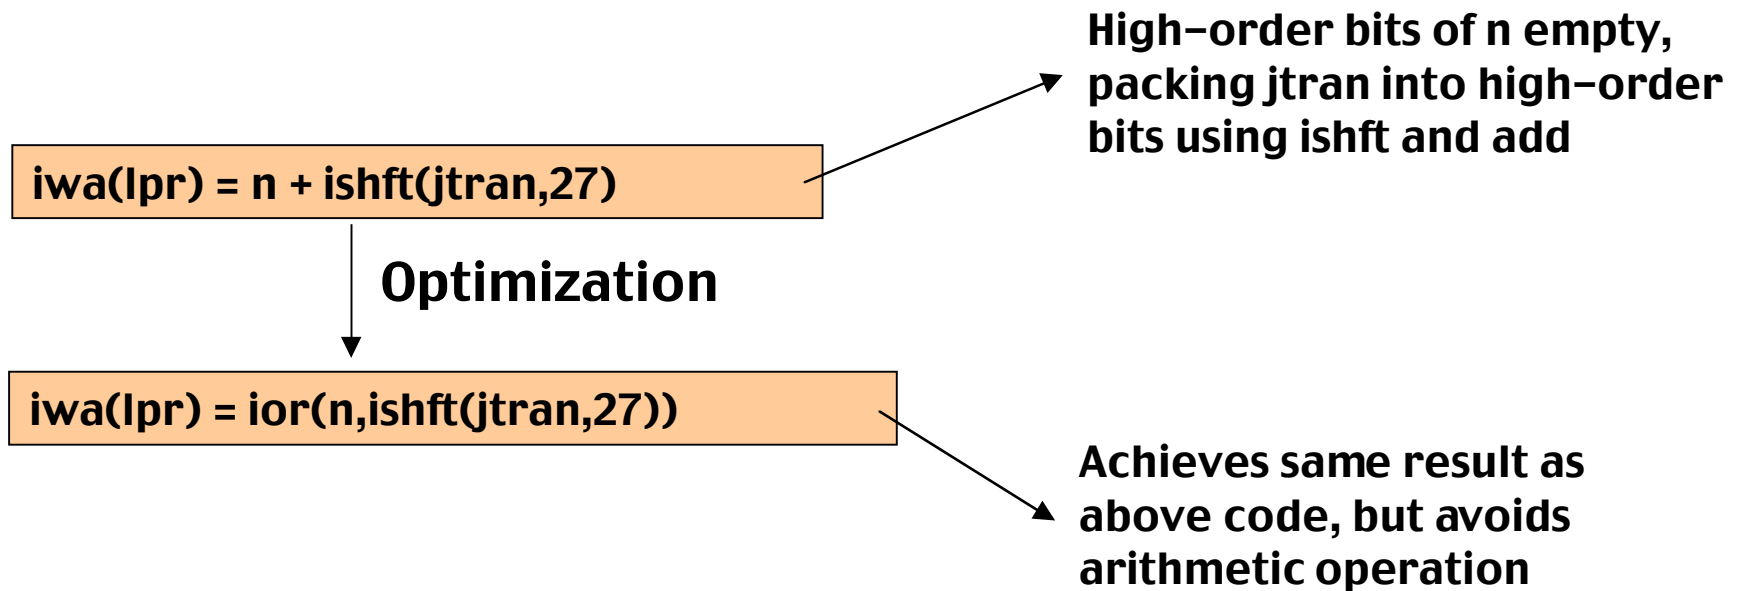 High-order bits of n empty,
packing jtran into high-order
bits using ishft and add
iwa(lpr) = n + ishft(jtran,27)
Optimization
iwa(lpr) = ior(n,ishft(jtran,27))
Achieves same result as
above code, but avoids
arithmetic operation